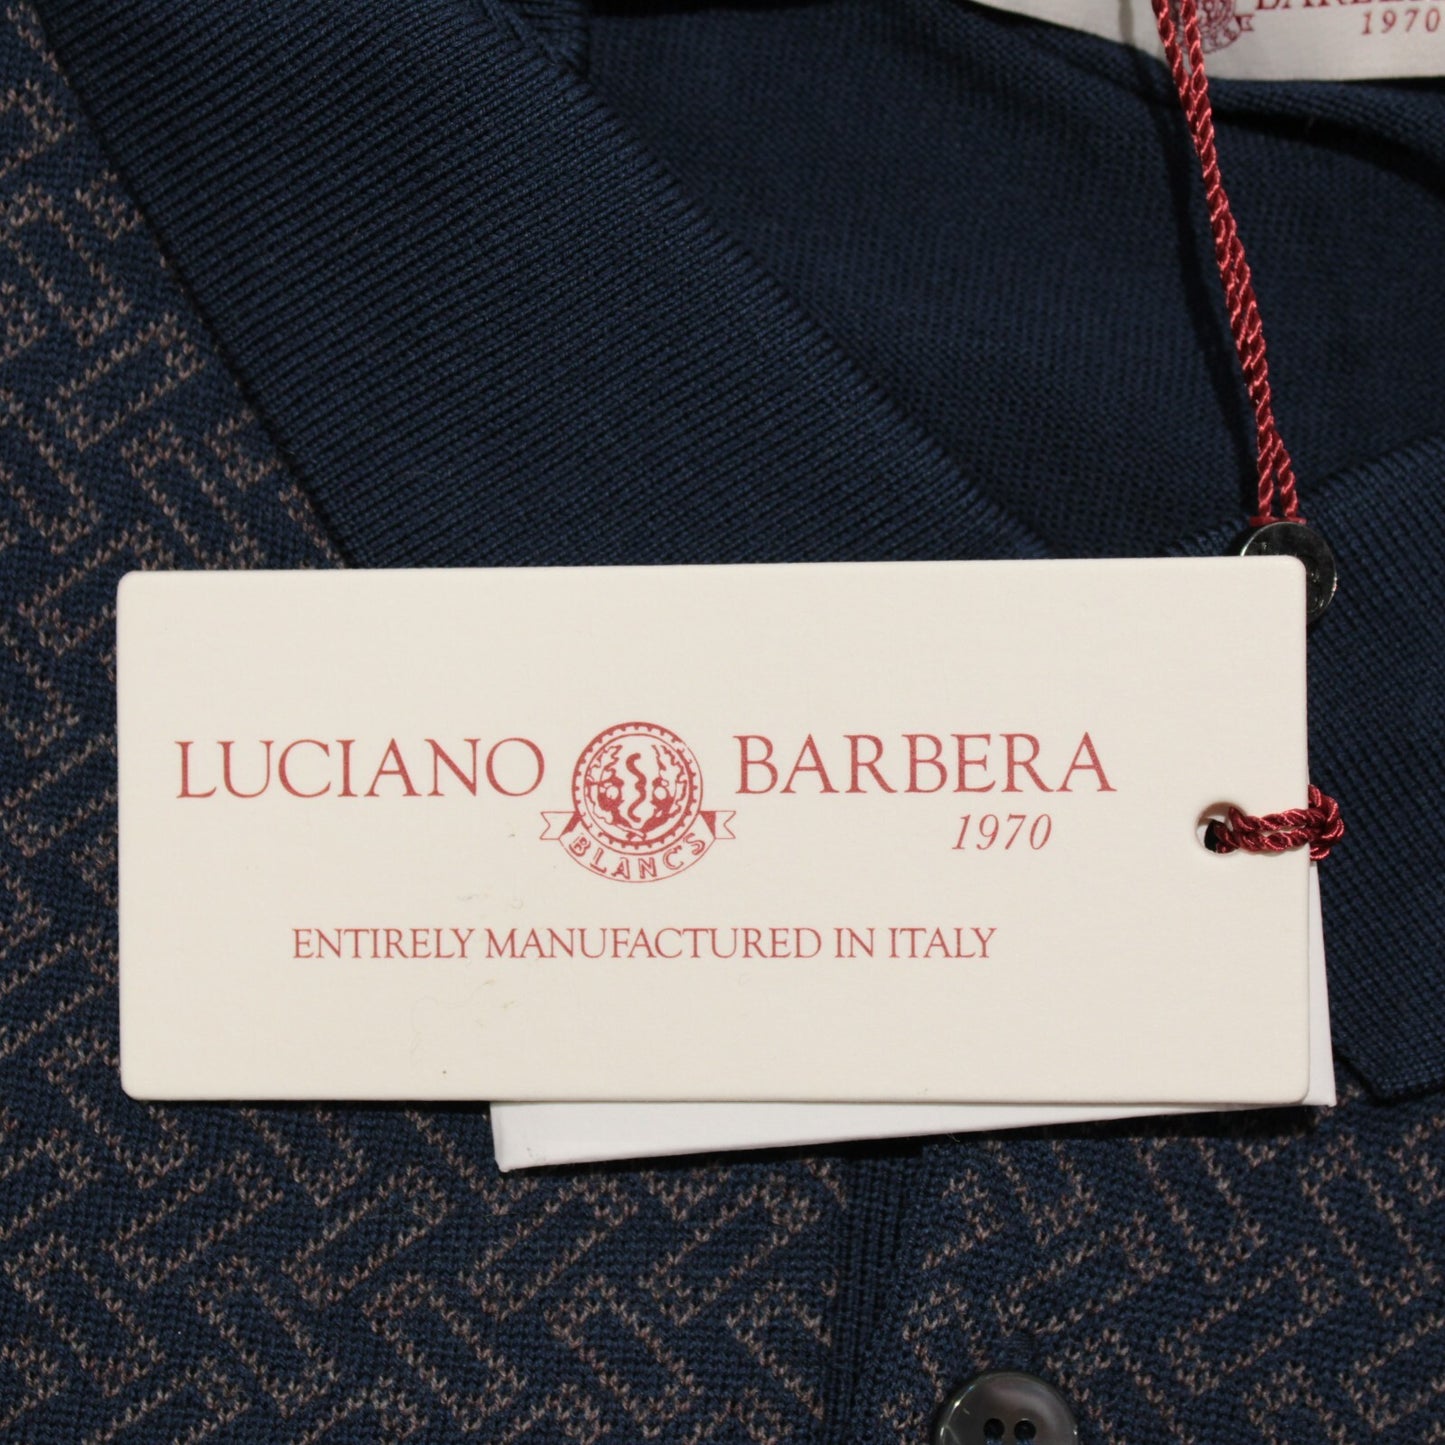 1970
LUCIANO BARBERA
1970
BLANCS
ENTIRELY MANUFACTURED IN ITALY